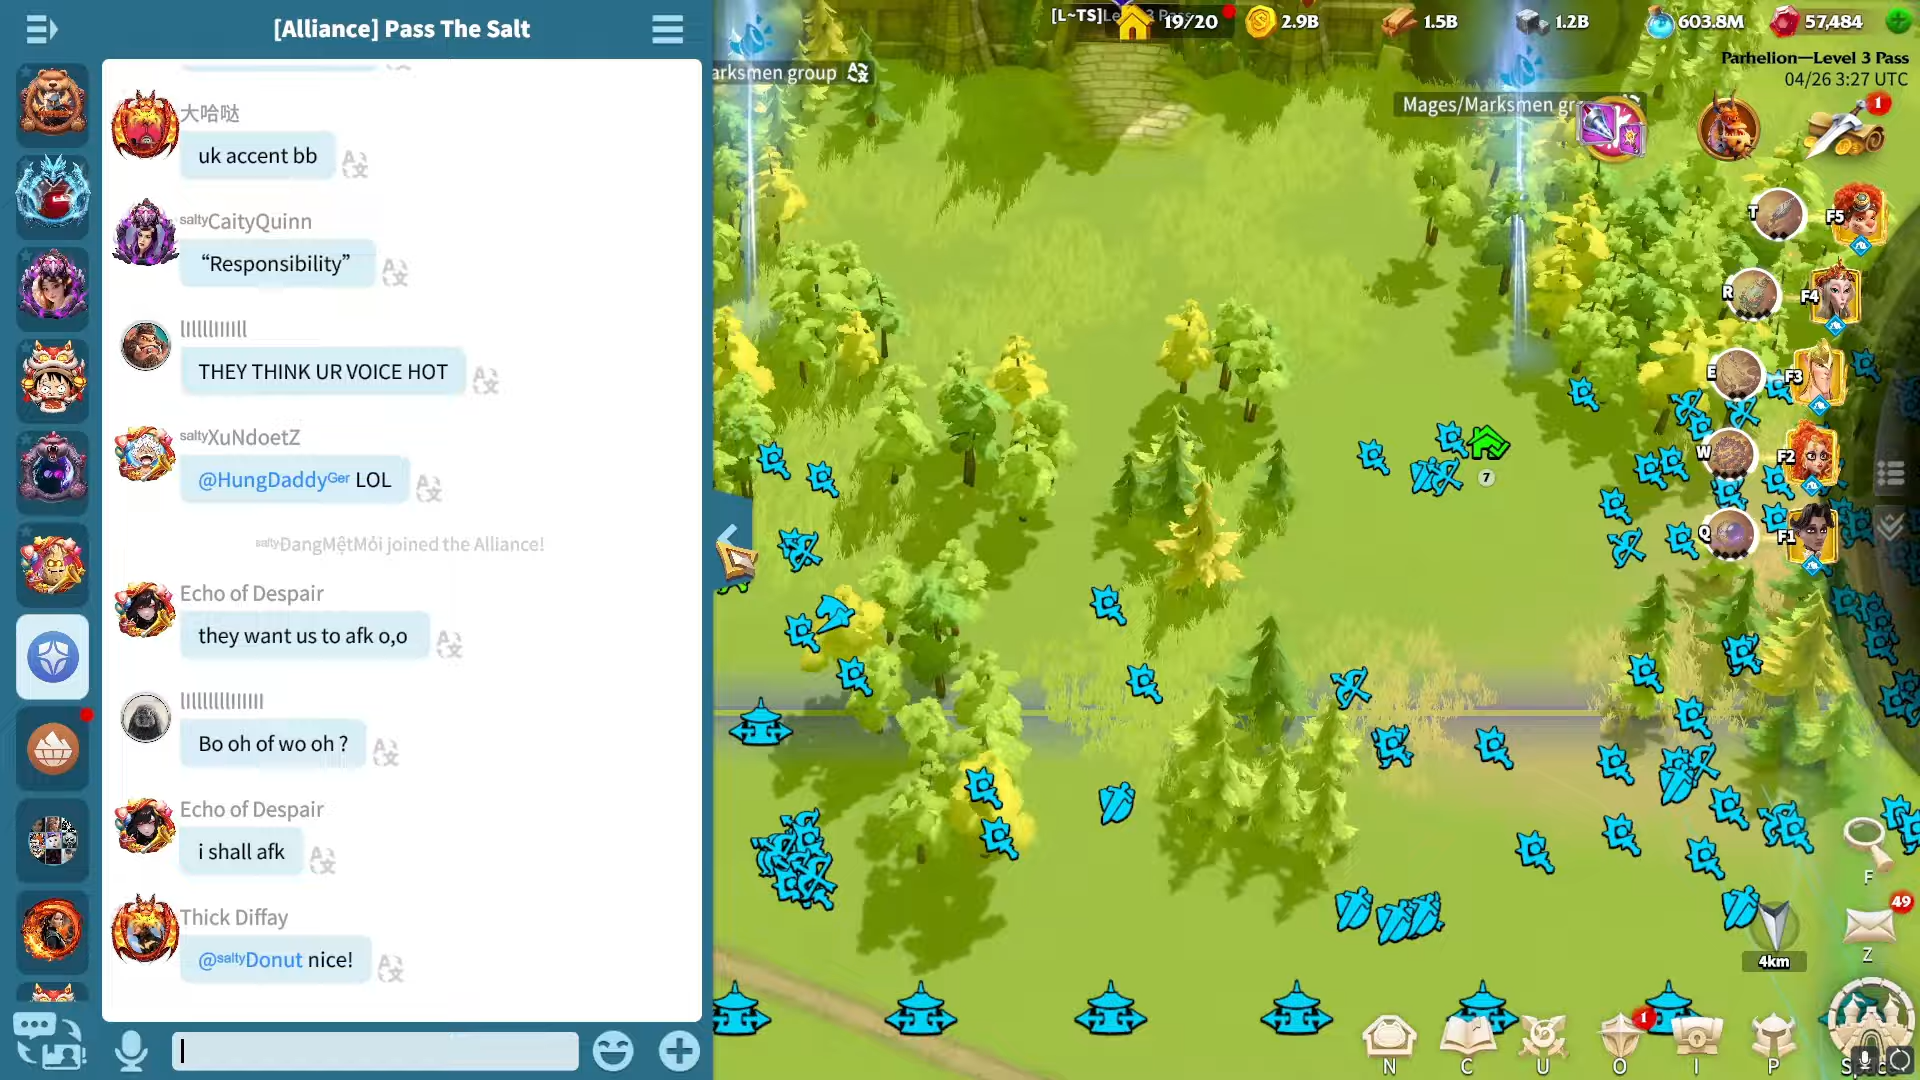 [Alliance] Pass The Salt
大哈哒
uk accent bb
saltyCaityQuinn
“Responsibility”
THEY THINK UR VOICE HOT
saltyXuNdoetZ
@HungDaddyGer LOL
saltyĐangMệtMỏi joined the Alliance!
Echo of Despair
they want us to afk o,o
Bo oh of wo oh ?
Echo of Despair
i shall afk
Thick Diffay
@saltyDonut nice!
[L~TS]
19/20
2.9B
1.5B
1.2B
603.8M
57,484
Parhelion—Level 3 Pass
04/26 3:27 UTC
arksmen group
Mages/Marksmen gr
1
T
F5
R
F4
E
F3
W
F2
Q
F1
7
F
49
Z
4km
1
N
C
U
O
I
P